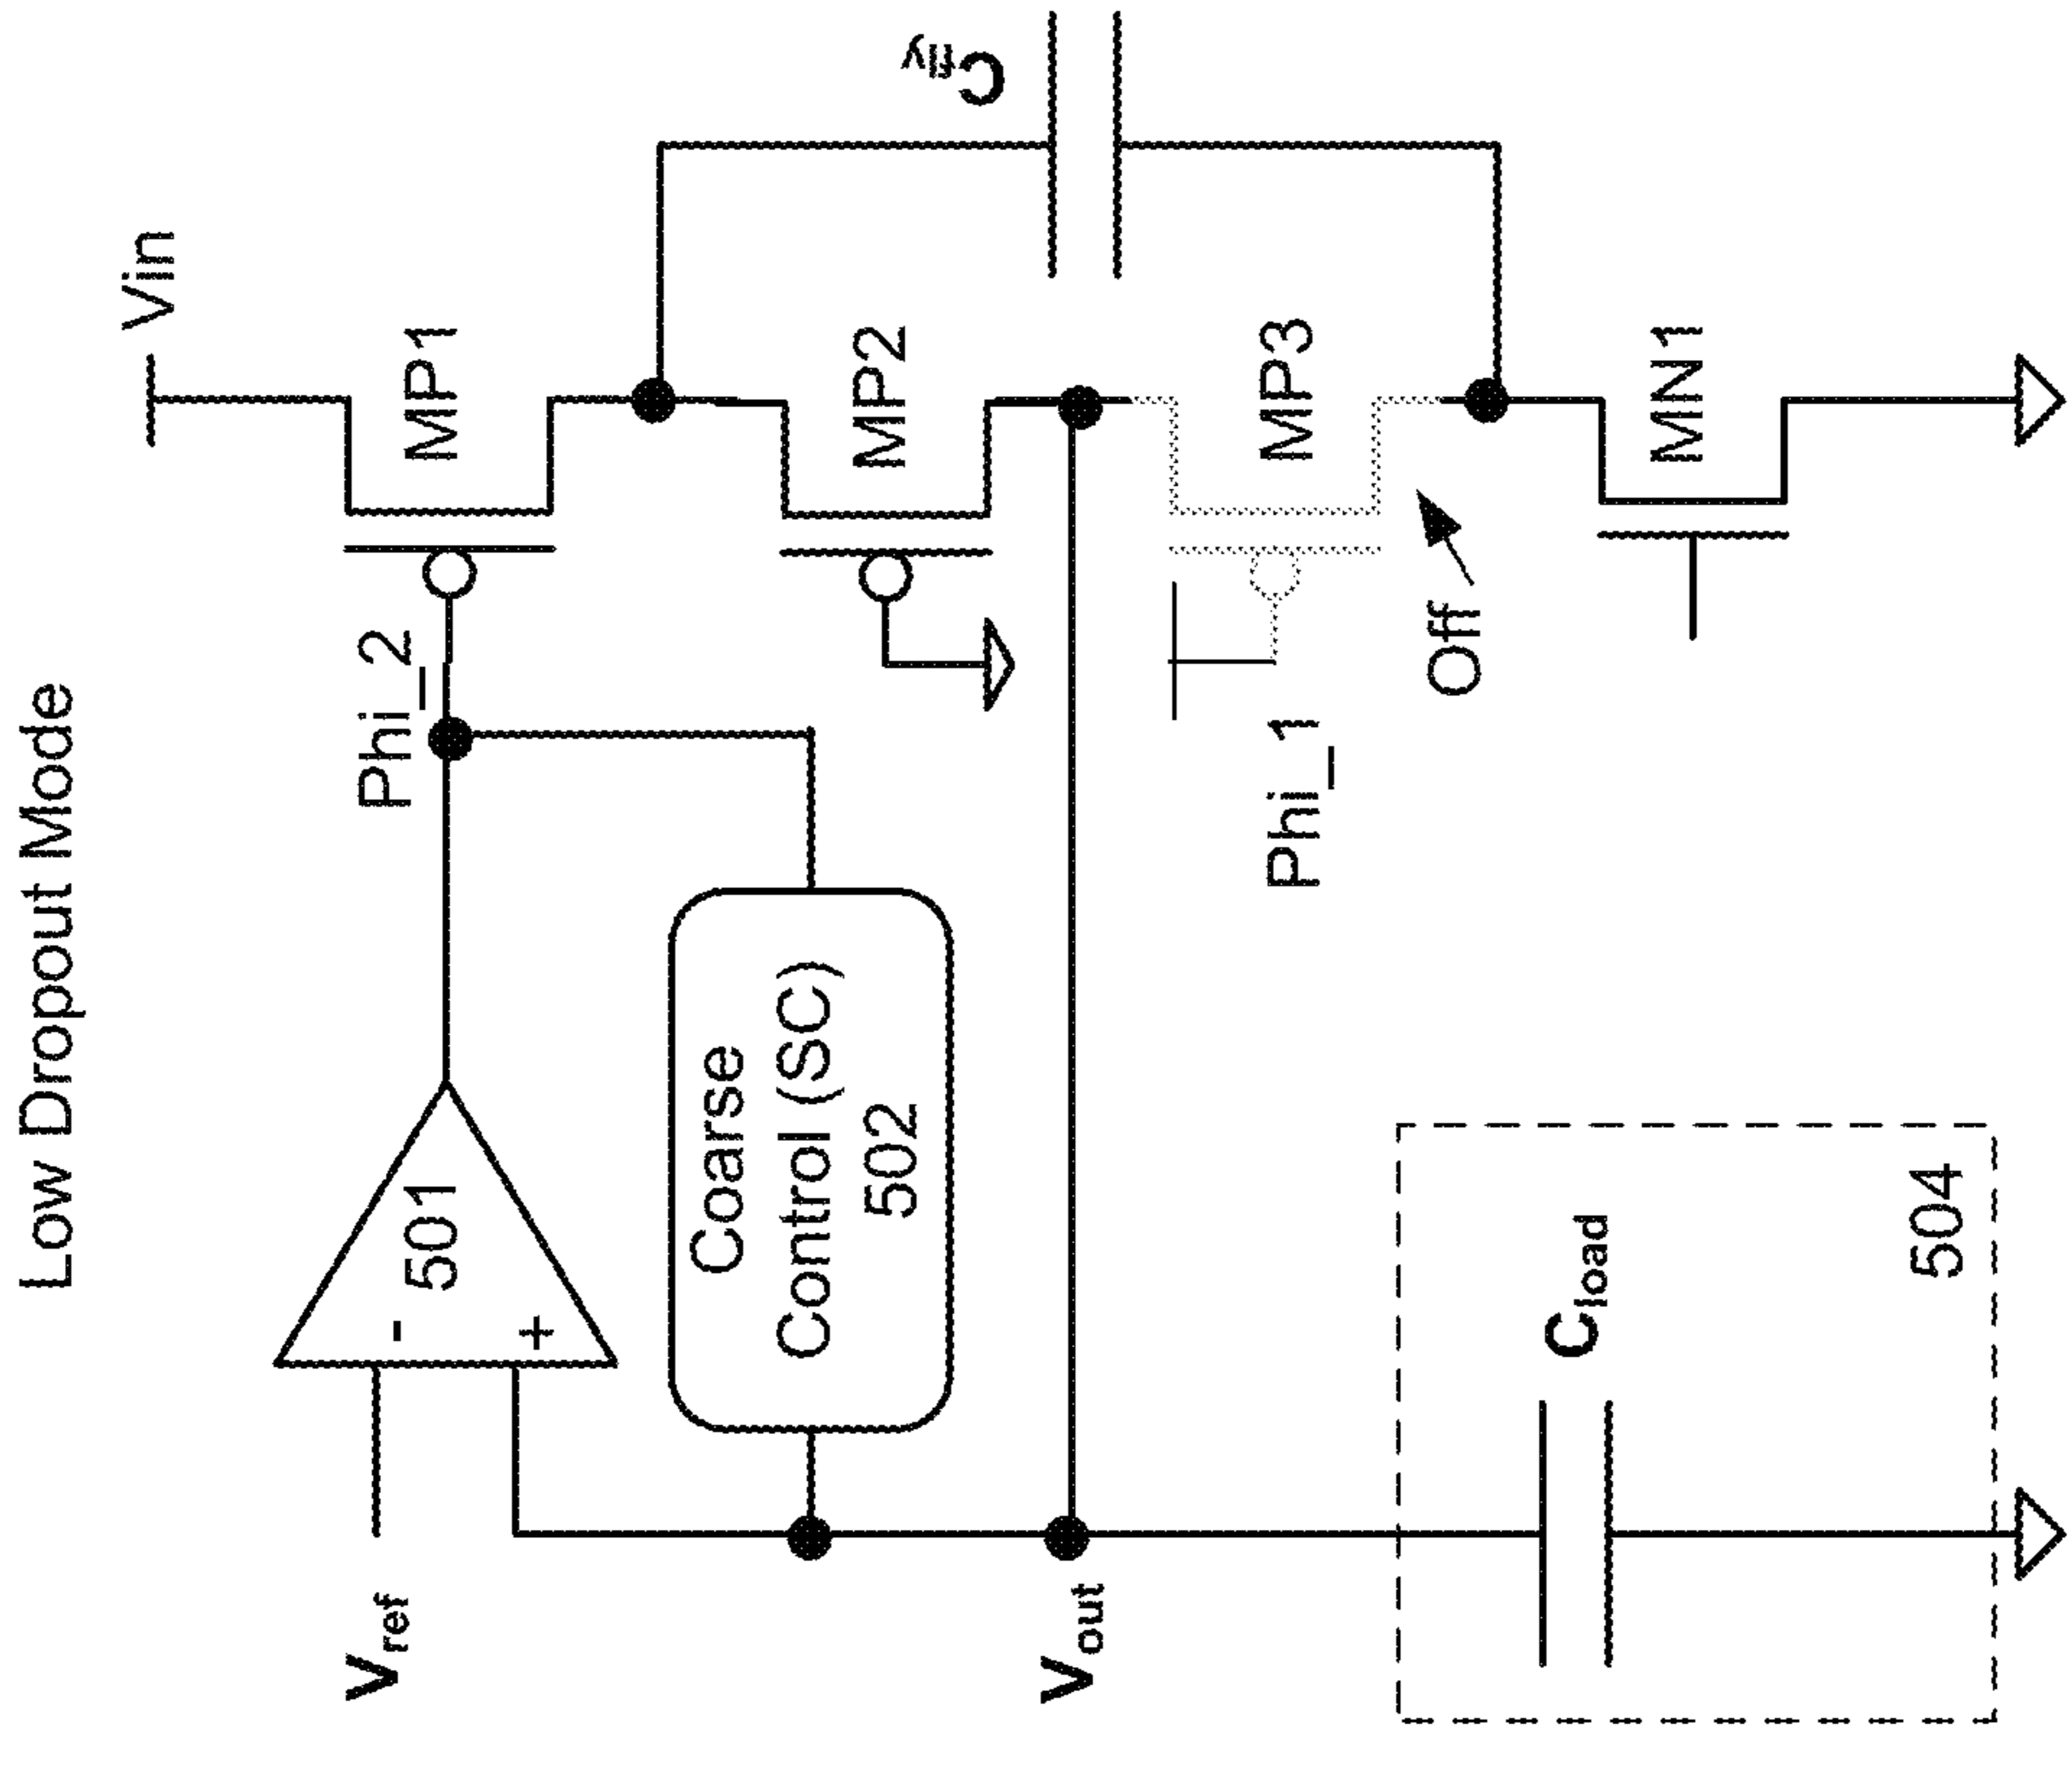 Low Dropout Mode
Vin
MP1
Phi_2
Cfly
MP2
MP3
MN1
Off
Phi_1
-
501
+
Coarse
Control (SC)
502
Vref
Vout
Cload
504